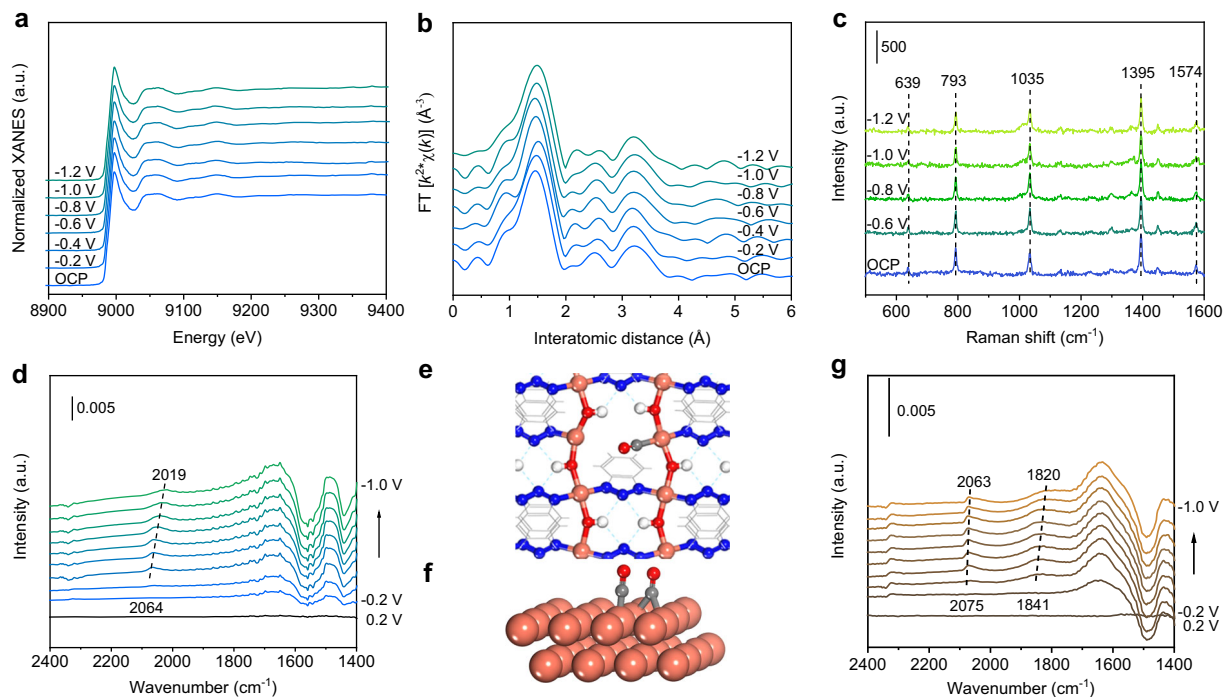 a
Normalized XANES (a.u.)
-1.2 V
-1.0 V
-0.8 V
-0.6 V
-0.4 V
-0.2 V
OCP
8900 9000 9100 9200 9300 9400
Energy (eV)
b
FT [k²*χ(k)] (Å⁻³)
-1.2 V
-1.0 V
-0.8 V
-0.6 V
-0.4 V
-0.2 V
OCP
0 1 2 3 4 5 6
Interatomic distance (Å)
c
500
639 793 1035 1395 1574
Intensity (a.u.)
-1.2 V
-1.0 V
-0.8 V
-0.6 V
OCP
600 800 1000 1200 1400 1600
Raman shift (cm⁻¹)
d
0.005
2019
-1.0 V
Intensity (a.u.)
2064
-0.2 V
0.2 V
2400 2200 2000 1800 1600 1400
Wavenumber (cm⁻¹)
e
f
g
0.005
2063 1820
-1.0 V
Intensity (a.u.)
2075 1841
-0.2 V
0.2 V
2400 2200 2000 1800 1600 1400
Wavenumber (cm⁻¹)